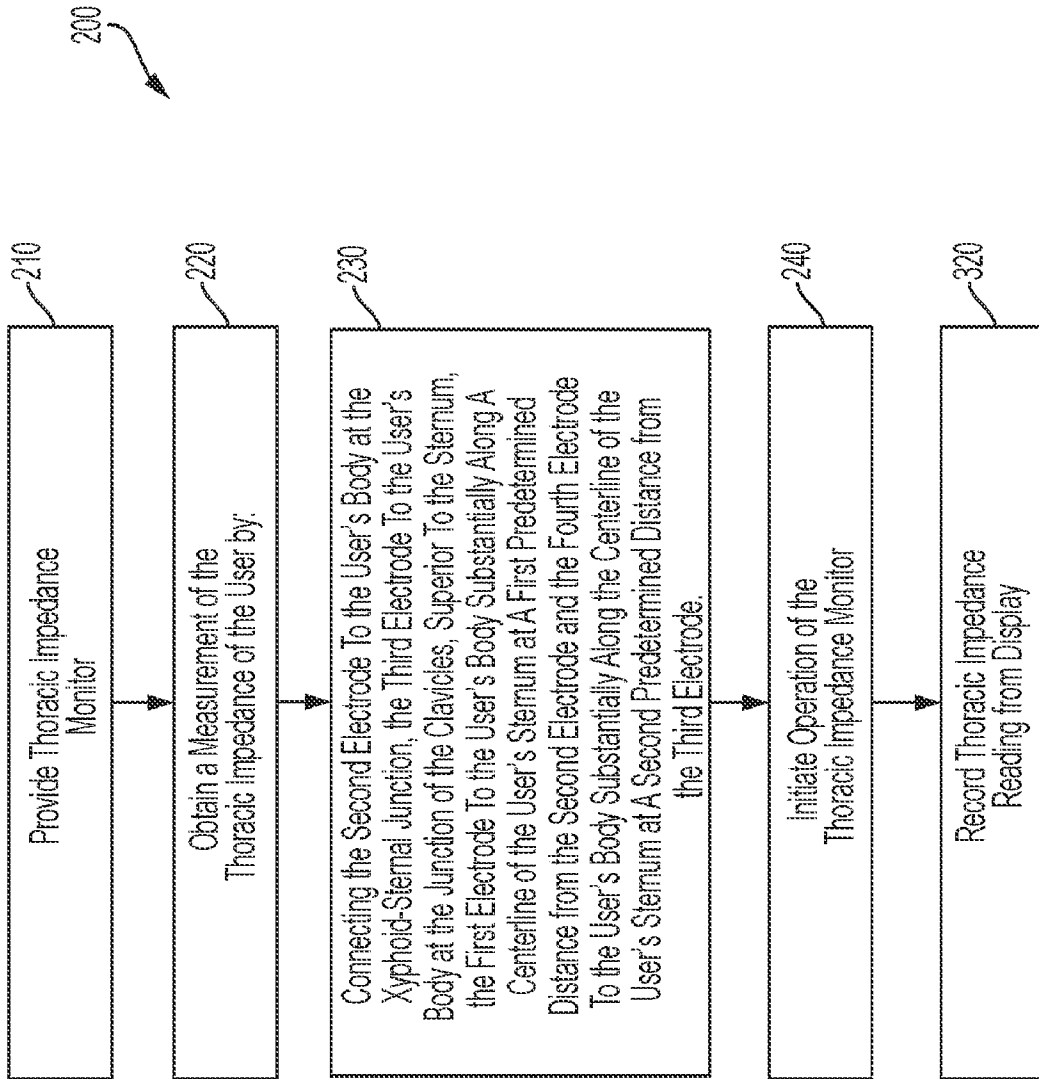 200
210
Provide Thoracic Impedance
Monitor
220
Obtain a Measurement of the
Thoracic Impedance of the User by:
230
Connecting the Second Electrode To the User's Body at the
Xyphoid-Sternal Junction, the Third Electrode To the User's
Body at the Junction of the Clavicles, Superior To the Sternum,
the First Electrode To the User's Body Substantially Along A
Centerline of the User's Sternum at A First Predetermined
Distance from the Second Electrode and the Fourth Electrode
To the User's Body Substantially Along the Centerline of the
User's Sternum at A Second Predetermined Distance from
the Third Electrode.
240
Initiate Operation of the
Thoracic Impedance Monitor
320
Record Thoracic Impedance
Reading from Display